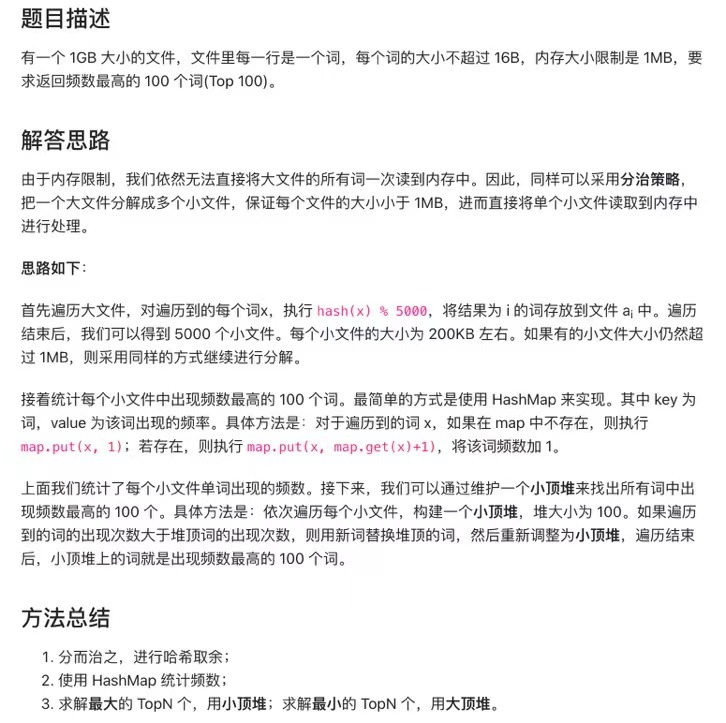 题目描述
有一个 1GB 大小的文件，文件里每一行是一个词，每个词的大小不超过 16B，内存大小限制是 1MB，要
求返回频数最高的 100 个词(Top 100)。
解答思路
由于内存限制，我们依然无法直接将大文件的所有词一次读到内存中。因此，同样可以采用分治策略，
把一个大文件分解成多个小文件，保证每个文件的大小小于 1MB，进而直接将单个小文件读取到内存中
进行处理。
思路如下：
首先遍历大文件，对遍历到的每个词x，执行 hash(x) % 5000，将结果为 i 的词存放到文件 ai 中。遍历
结束后，我们可以得到 5000 个小文件。每个小文件的大小为 200KB 左右。如果有的小文件大小仍然超
过 1MB，则采用同样的方式继续进行分解。
接着统计每个小文件中出现频数最高的 100 个词。最简单的方式是使用 HashMap 来实现。其中 key 为
词，value 为该词出现的频率。具体方法是：对于遍历到的词 x，如果在 map 中不存在，则执行
map.put(x, 1)；若存在，则执行 map.put(x, map.get(x)+1)，将该词频数加 1。
上面我们统计了每个小文件单词出现的频数。接下来，我们可以通过维护一个小顶堆来找出所有词中出
现频数最高的 100 个。具体方法是：依次遍历每个小文件，构建一个小顶堆，堆大小为 100。如果遍历
到的词的出现次数大于堆顶词的出现次数，则用新词替换堆顶的词，然后重新调整为小顶堆，遍历结束
后，小顶堆上的词就是出现频数最高的 100 个词。
方法总结
1. 分而治之，进行哈希取余；
2. 使用 HashMap 统计频数；
3. 求解最大的 TopN 个，用小顶堆；求解最小的 TopN 个，用大顶堆。